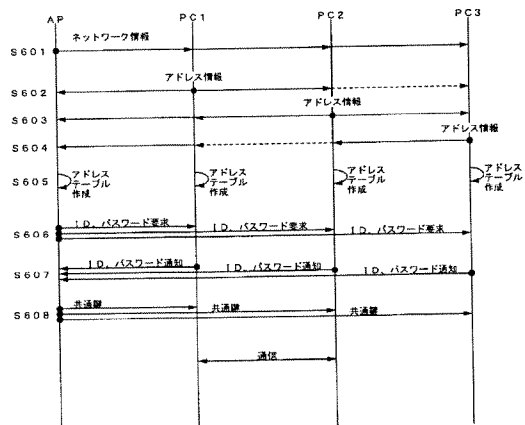 AP
PC1
PC2
PC3
ネットワーク情報
S601
アドレス情報
S602
アドレス情報
S603
アドレス情報
S604
S605
アドレス
テーブル
作成
アドレス
テーブル
作成
アドレス
テーブル
作成
アドレス
テーブル
作成
ID、パスワード要求
ID、パスワード要求
ID、パスワード要求
S606
ID、パスワード通知
ID、パスワード通知
ID、パスワード通知
S607
共通鍵
共通鍵
共通鍵
S608
通信